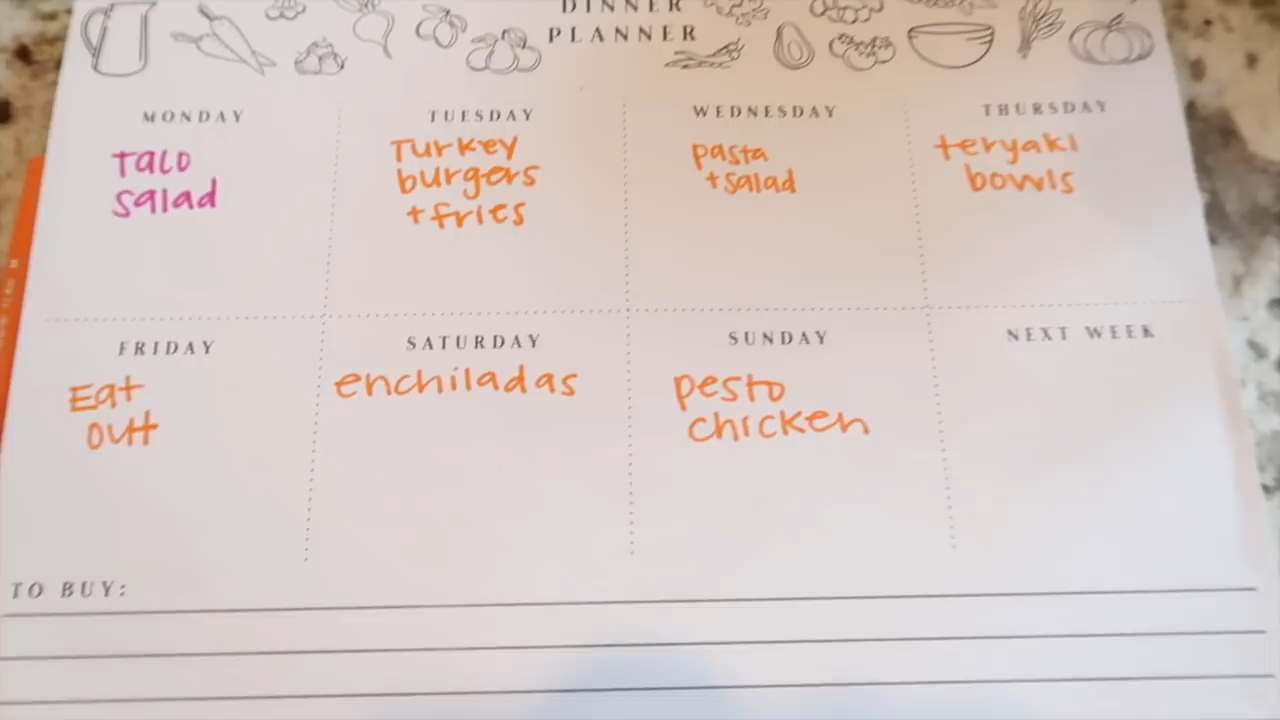 DINNER
PLANNER
MONDAY
Taco
salad
TUESDAY
Turkey
burgers
+ fries
WEDNESDAY
pasta
+ salad
THURSDAY
teryaki
bowls
FRIDAY
Eat
out
SATURDAY
enchiladas
SUNDAY
pesto
chicken
NEXT WEEK
TO BUY: